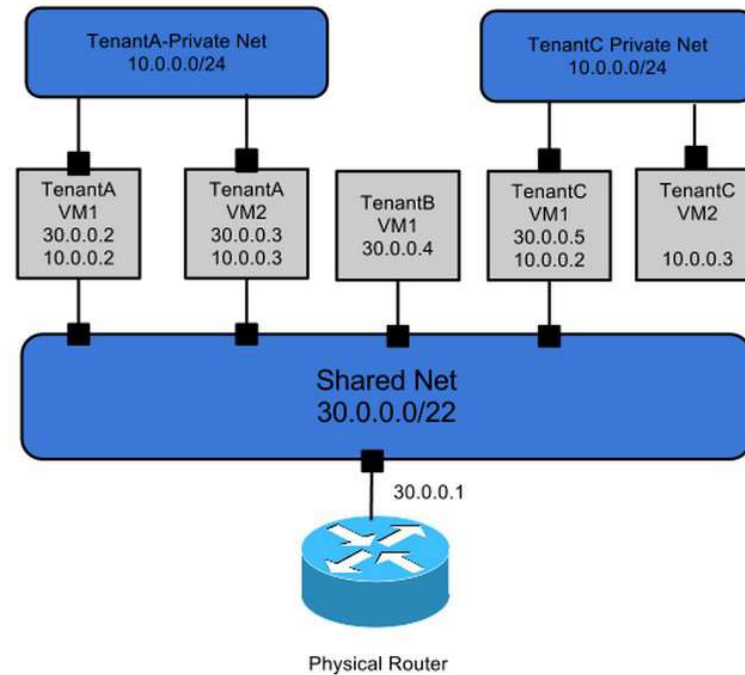 TenantA-Private Net
10.0.0.0/24
TenantC Private Net
10.0.0.0/24
TenantA
VM1
30.0.0.2
10.0.0.2
TenantA
VM2
30.0.0.3
10.0.0.3
TenantB
VM1
30.0.0.4
TenantC
VM1
30.0.0.5
10.0.0.2
TenantC
VM2
10.0.0.3
Shared Net
30.0.0.0/22
30.0.0.1
Physical Router